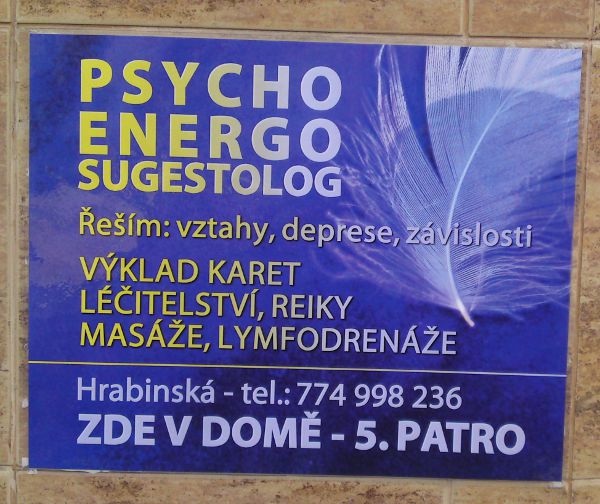 PSYCHO
ENERGO
SUGESTOLOG
Řeším: vztahy, deprese, závislosti
VÝKLAD KARET
LÉČITELSTVÍ, REIKY
MASÁŽE, LYMFODRENÁŽE
Hrabinská - tel.: 774 998 236
ZDE V DOMĚ - 5. PATRO